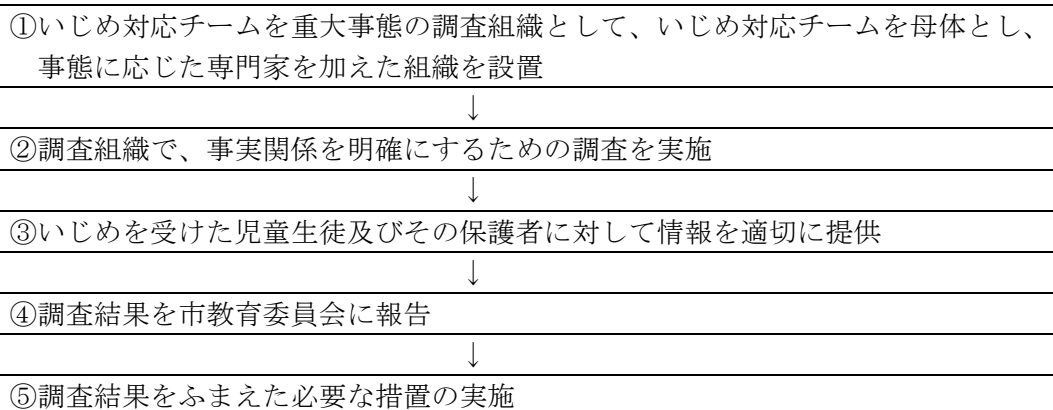 ①いじめ対応チームを重大事態の調査組織として、いじめ対応チームを母体とし、
事態に応じた専門家を加えた組織を設置
↓
②調査組織で、事実関係を明確にするための調査を実施
↓
③いじめを受けた児童生徒及びその保護者に対して情報を適切に提供
↓
④調査結果を市教育委員会に報告
↓
⑤調査結果をふまえた必要な措置の実施